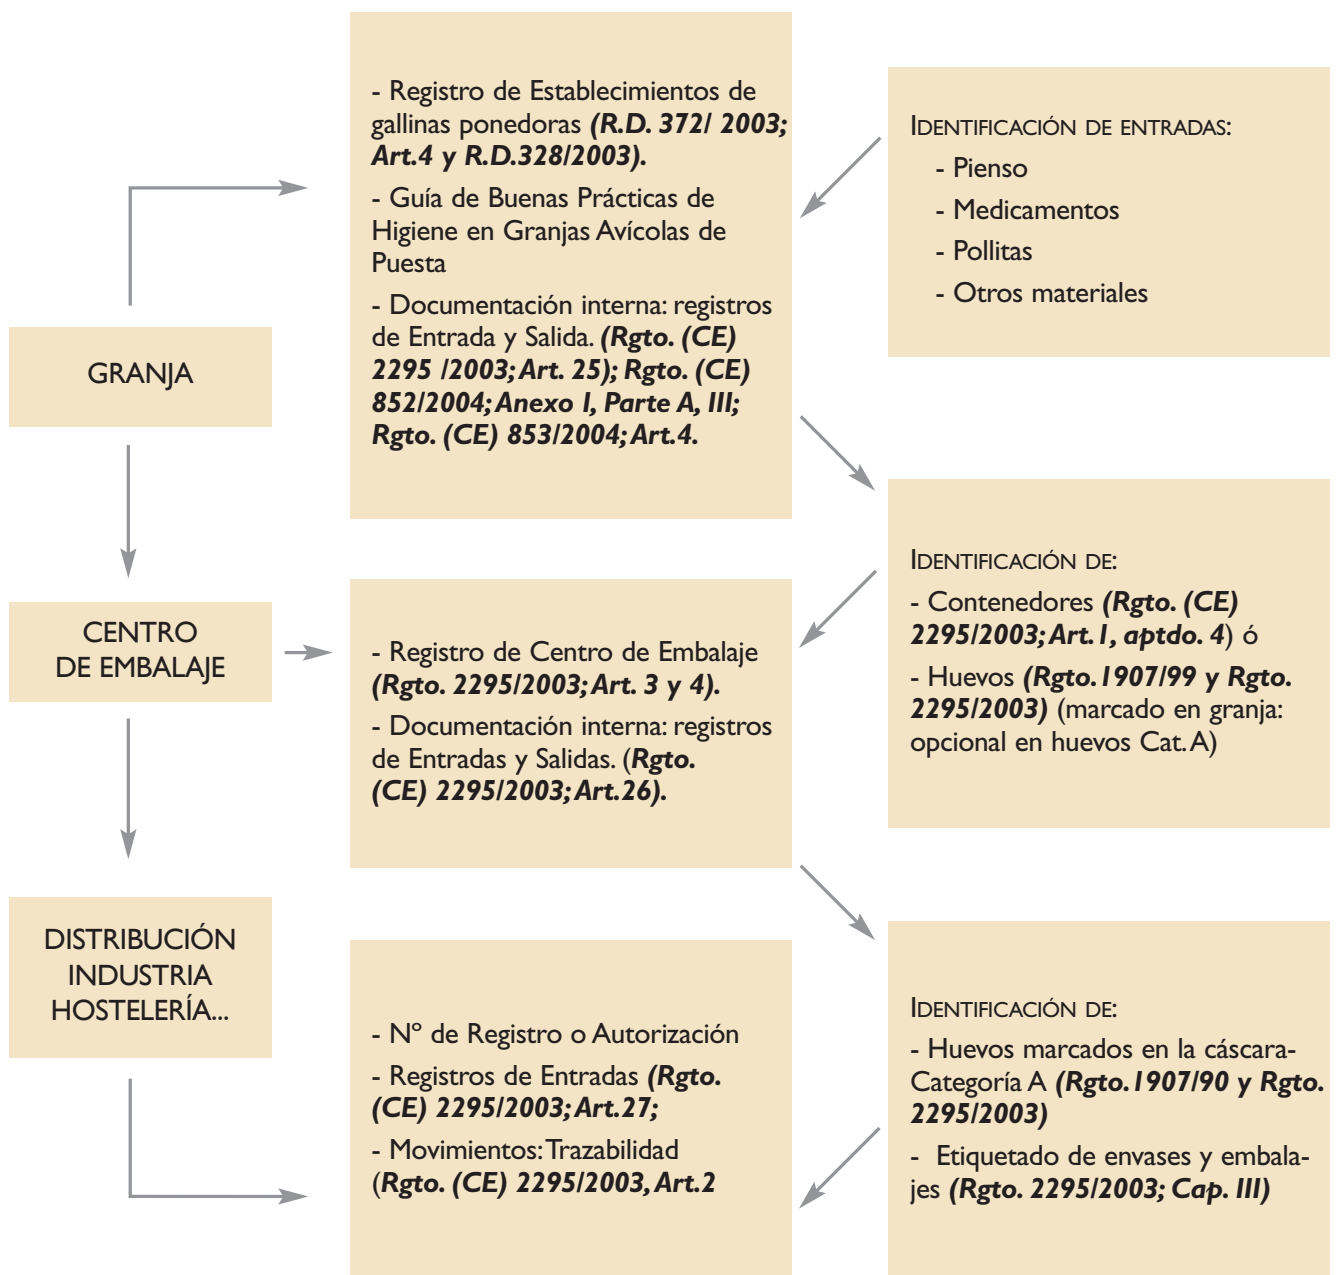 GRANJA
- Registro de Establecimientos de
gallinas ponedoras (R.D. 372/ 2003;
Art.4 y R.D.328/2003).
- Guía de Buenas Prácticas de
Higiene en Granjas Avícolas de
Puesta
- Documentación interna: registros
de Entrada y Salida. (Rgto. (CE)
2295 /2003; Art. 25); Rgto. (CE)
852/2004; Anexo I, Parte A, III;
Rgto. (CE) 853/2004; Art.4.
IDENTIFICACIÓN DE ENTRADAS:
- Pienso
- Medicamentos
- Pollitas
- Otros materiales
CENTRO
DE EMBALAJE
- Registro de Centro de Embalaje
(Rgto. 2295/2003; Art. 3 y 4).
- Documentación interna: registros
de Entradas y Salidas. (Rgto.
(CE) 2295/2003; Art.26).
IDENTIFICACIÓN DE:
- Contenedores (Rgto. (CE)
2295/2003; Art.1, aptdo. 4) ó
- Huevos (Rgto.1907/99 y Rgto.
2295/2003) (marcado en granja:
opcional en huevos Cat. A)
DISTRIBUCIÓN
INDUSTRIA
HOSTELERÍA...
- Nº de Registro o Autorización
- Registros de Entradas (Rgto.
(CE) 2295/2003; Art.27;
- Movimientos: Trazabilidad
(Rgto. (CE) 2295/2003, Art.2
IDENTIFICACIÓN DE:
- Huevos marcados en la cáscara-
Categoría A (Rgto.1907/90 y Rgto.
2295/2003)
- Etiquetado de envases y embala-
jes (Rgto. 2295/2003; Cap. III)